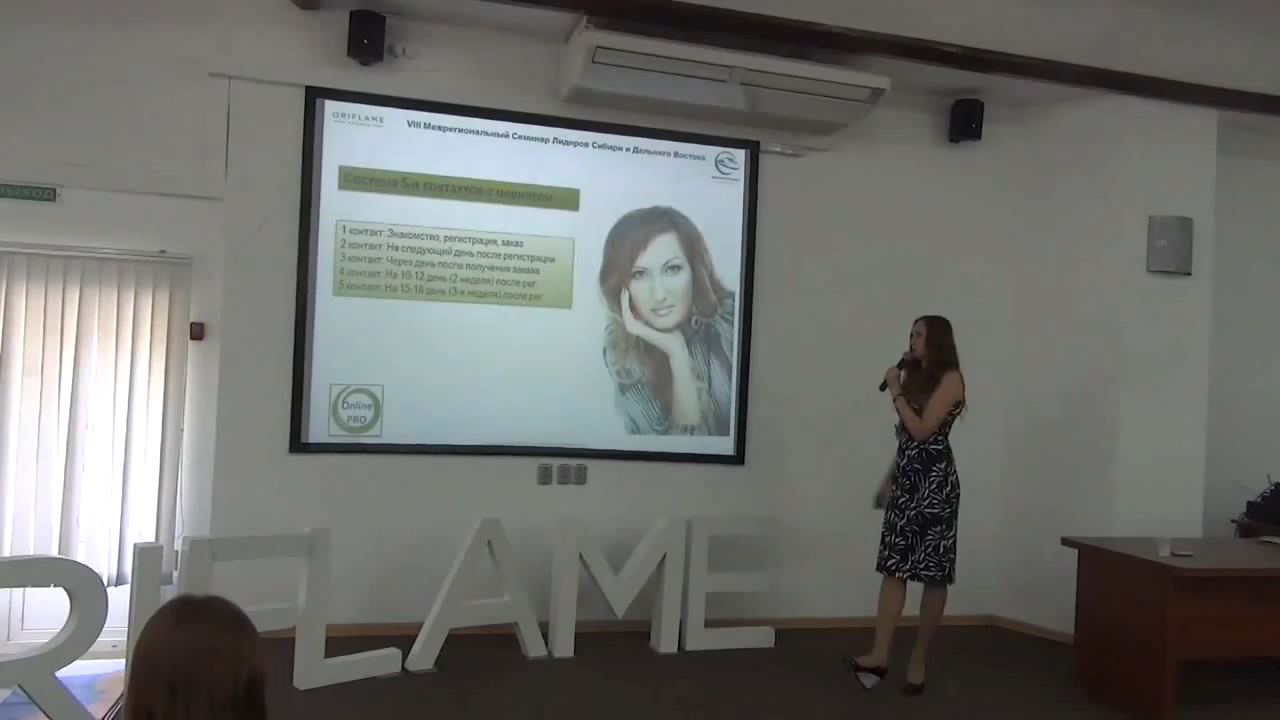 ВЫХОД
ORIFLAME
SWEDEN
VIII Межрегиональный Семинар Лидеров Сибири и Дальнего Востока
Система 5-и контактов с новичком
1 контакт: Знакомство, регистрация, заказ
2 контакт: На следующий день после регистрации
3 контакт: Через день после получения заказа
4 контакт: На 10-12 день (2 неделя) после рег.
5 контакт: На 15-18 день (3-я неделя) после рег
Online
PRO
RIFLAME